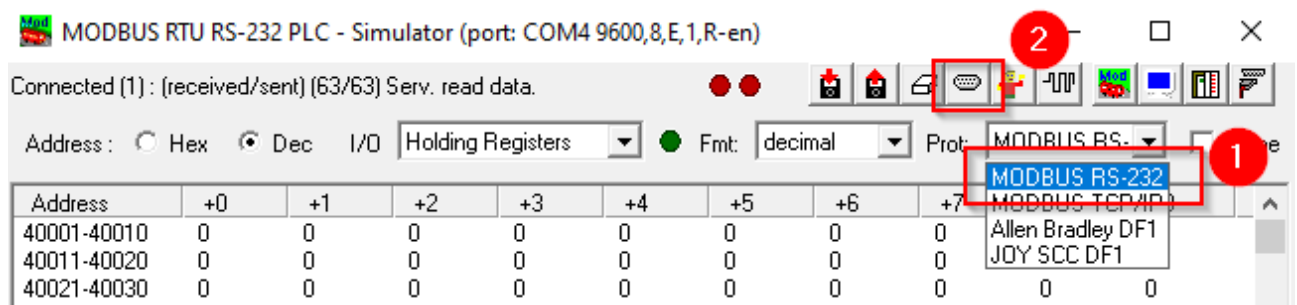 MODBUS RTU RS-232 PLC - Simulator (port: COM4 9600,8,E,1,R-en)
2
Connected (1) : (received/sent) (63/63) Serv. read data.
Address : Hex Dec I/O Holding Registers Fmt: decimal Prot: MODBUS RS-
1
MODBUS RS-232
MODBUS TCP/IP
Allen Bradley DF1
JOY SCC DF1
Address +0 +1 +2 +3 +4 +5 +6 +7
40001-40010 0 0 0 0 0 0 0 0
40011-40020 0 0 0 0 0 0 0 0
40021-40030 0 0 0 0 0 0 0 0 0 0